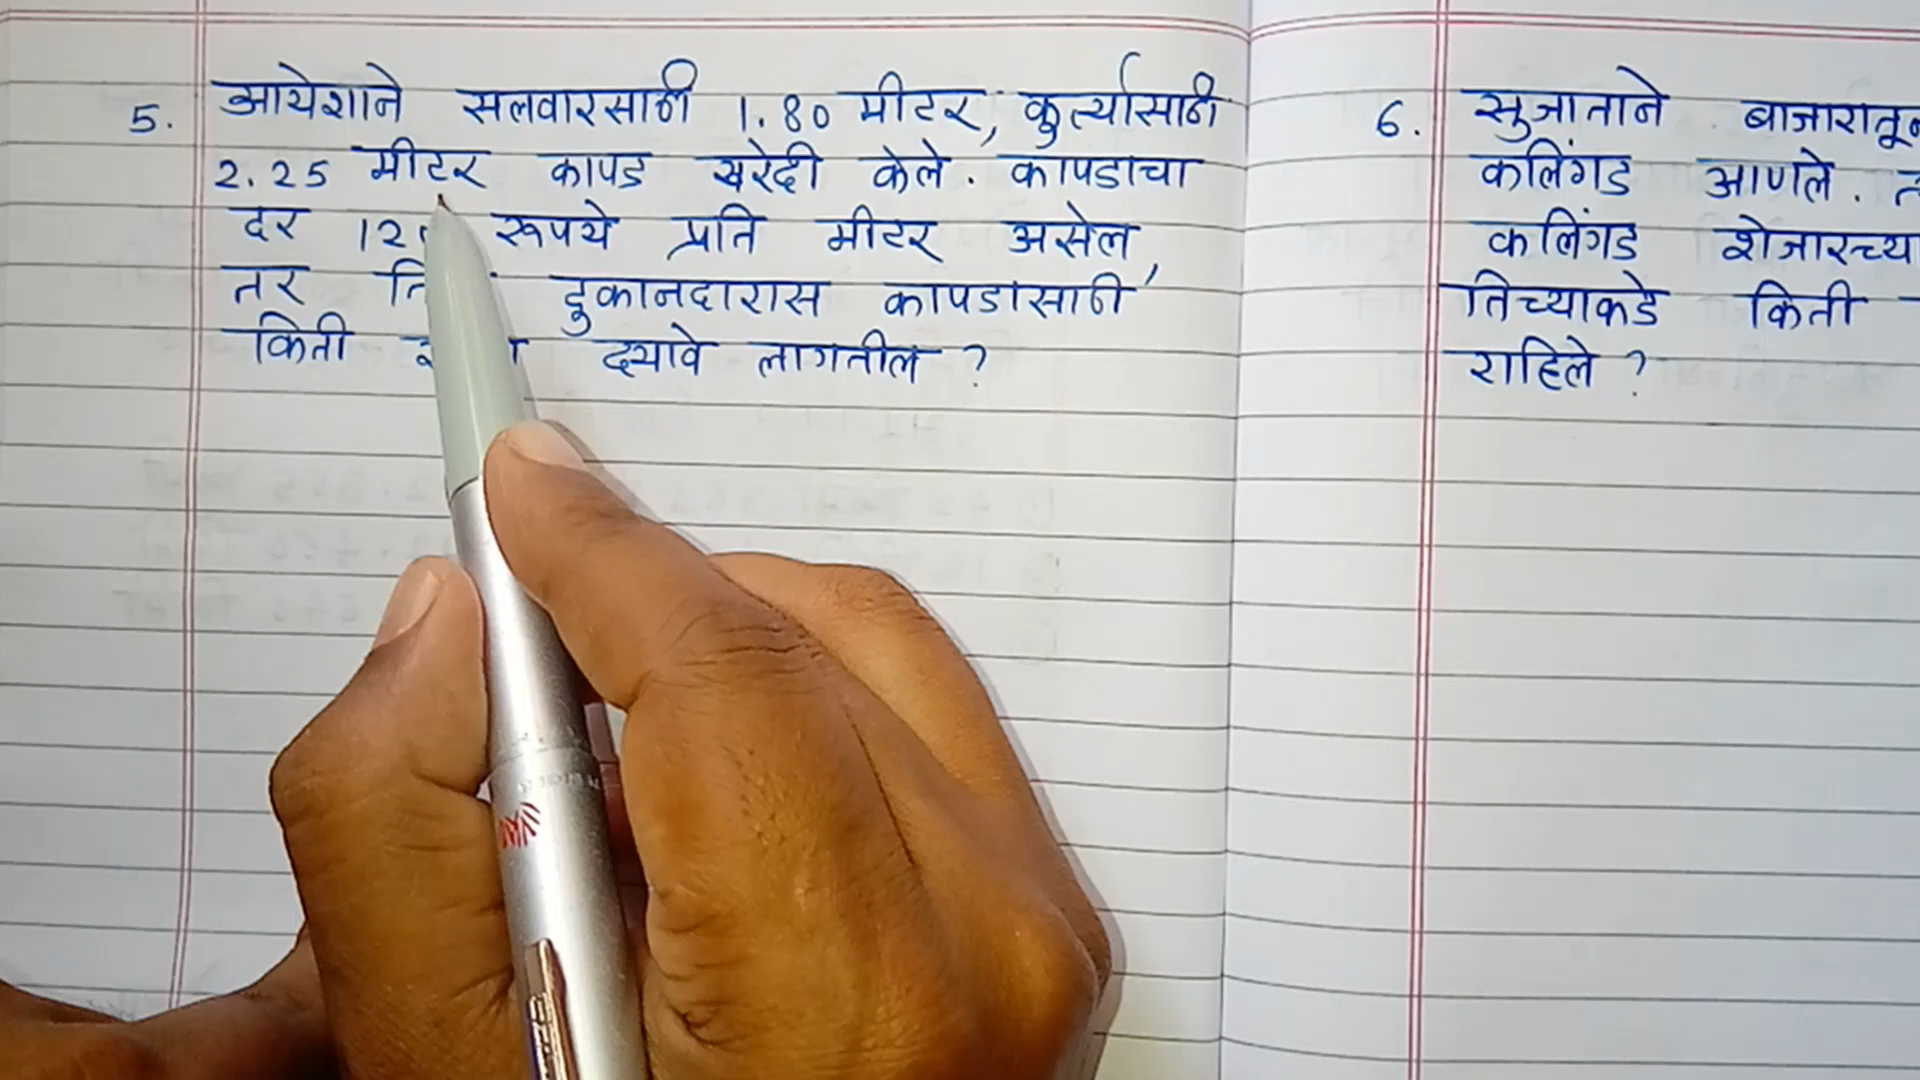 5. आयेशाने सलवारसाठी 1.80 मीटर, कुर्त्यासाठी
2.25 मीटर कापड खरेदी केले. कापडाचा
दर रूपये प्रति मीटर असेल,
तर दुकानदारास कापडासाठी
किती द्यावे लागतील ?
6. सुजाताने बाजारातून
कलिंगड आणले.
कलिंगड शेजारच्या
तिच्याकडे किती
राहिले ?